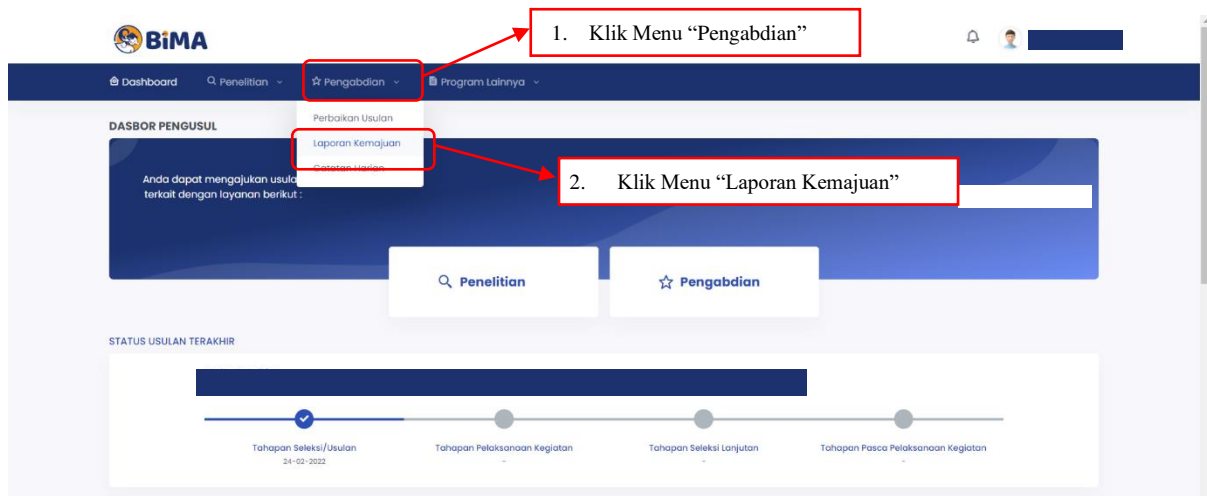 BiMA
1. Klik Menu “Pengabdian”
Dashboard Penelitian Pengabdian Program Lainnya
DASBOR PENGUSUL
Perbaikan Usulan
Laporan Kemajuan
Catatan Harian
Anda dapat mengajukan usula
terkait dengan layanan berikut :
2. Klik Menu “Laporan Kemajuan”
Penelitian
Pengabdian
STATUS USULAN TERAKHIR
Tahapan Seleksi/Usulan
24-02-2022
Tahapan Pelaksanaan Kegiatan
-
Tahapan Seleksi Lanjutan
-
Tahapan Pasca Pelaksanaan Kegiatan
-